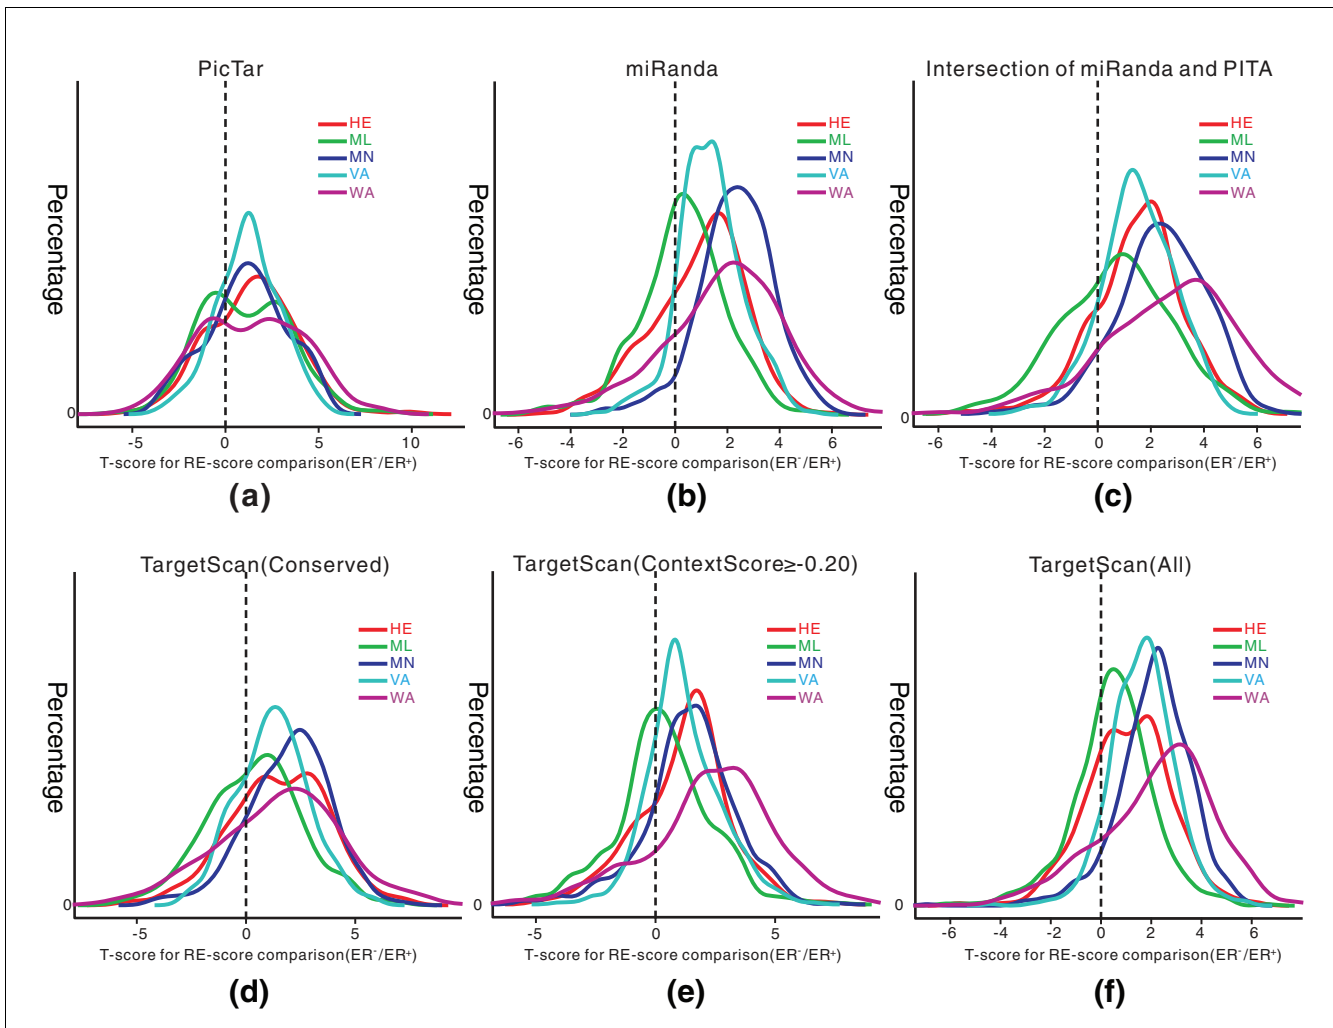 PicTar
HE
ML
MN
VA
WA
Percentage
0
-5 0 5 10
T-score for RE-score comparison(ER⁻/ER⁺)
(a)
miRanda
HE
ML
MN
VA
WA
Percentage
0
-6 -4 -2 0 2 4 6
T-score for RE-score comparison(ER⁻/ER⁺)
(b)
Intersection of miRanda and PITA
HE
ML
MN
VA
WA
Percentage
0
-6 -4 -2 0 2 4 6
T-score for RE-score comparison(ER⁻/ER⁺)
(c)
TargetScan(Conserved)
HE
ML
MN
VA
WA
Percentage
0
-5 0 5
T-score for RE-score comparison(ER⁻/ER⁺)
(d)
TargetScan(ContextScore≥-0.20)
HE
ML
MN
VA
WA
Percentage
0
-5 0 5
T-score for RE-score comparison(ER⁻/ER⁺)
(e)
TargetScan(All)
HE
ML
MN
VA
WA
Percentage
0
-6 -4 -2 0 2 4 6
T-score for RE-score comparison(ER⁻/ER⁺)
(f)